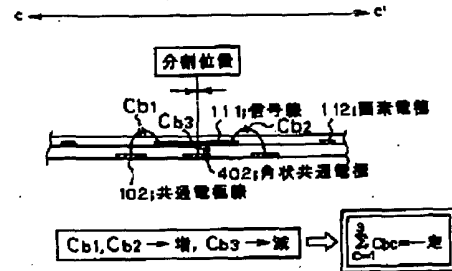 c c'
分割位置
Cb1 Cb3 111;信号線 Cb2 112;画素電極
102;共通電極線 402;角状共通電極
Cb1,Cb2→増, Cb3→減
3
∑Cbc=一定
C=1